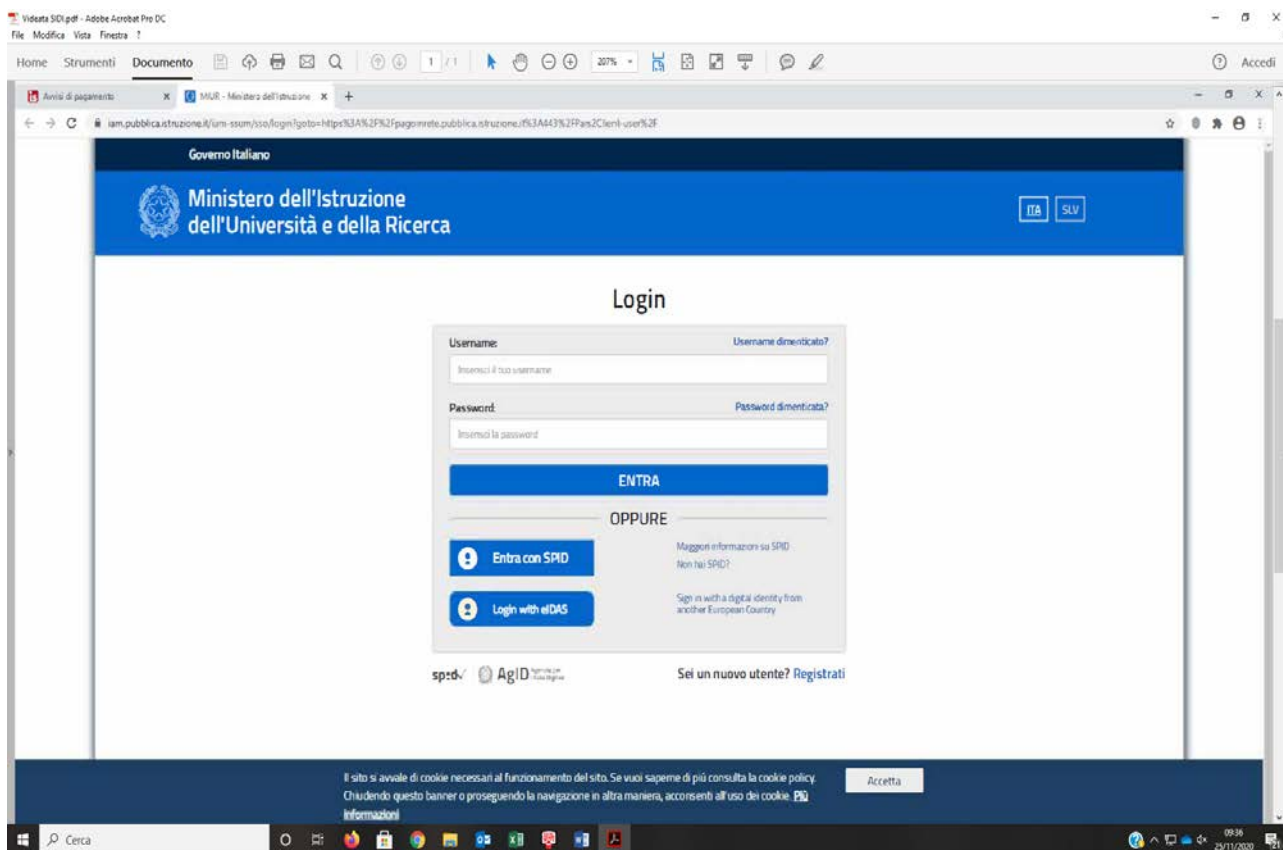 Videata SIDI.pdf - Adobe Acrobat Pro DC
File Modifica Vista Finestra ?
Home Strumenti Documento 1 / 1 207% Accedi
Avvisi di pagamento MIUR - Ministero dell'Istruzione
Governo Italiano
Ministero dell'Istruzione
dell'Università e della Ricerca
ITA SLV
Login
Username: Username dimenticato?
Inserisci il tuo username
Password: Password dimenticata?
Inserisci la password
ENTRA
OPPURE
Entra con SPID
Maggiori informazioni su SPID
Non hai SPID?
Login with eIDAS
Sign in with a digital identity from
another European Country
sp:d AgID
Sei un nuovo utente? Registrati
Il sito si avvale di cookie necessari al funzionamento del sito. Se vuoi saperne di più consulta la cookie policy.
Chiudendo questo banner o proseguendo la navigazione in altra maniera, acconsenti all'uso dei cookie. Più
informazioni
Accetta
Cerca
09:36
25/11/2020